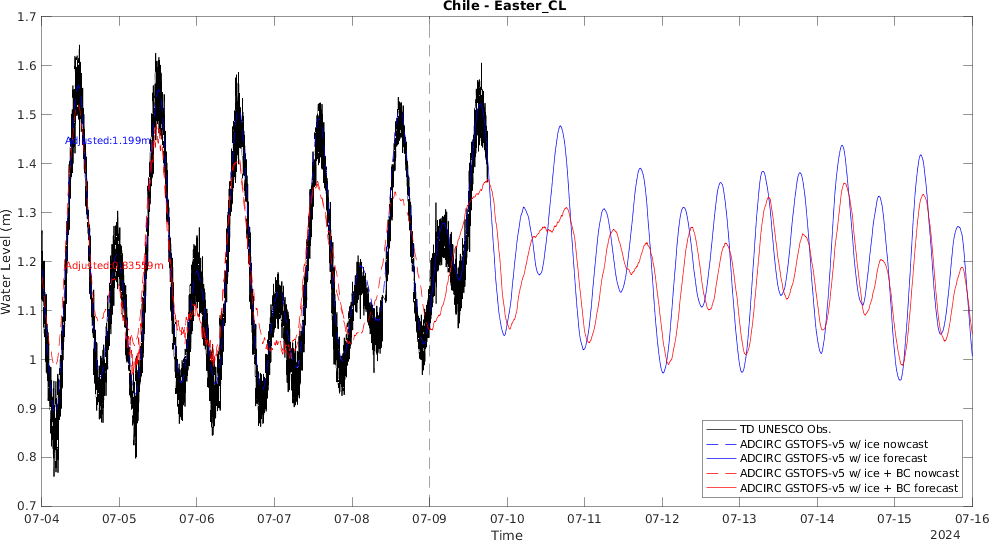 Chile - Easter_CL
1.7
1.6
1.5
1.4
1.3
1.2
1.1
1
0.9
0.8
0.7
Water Level (m)
Adjusted:1.199m
Adjusted:0.83559m
TD UNESCO Obs.
ADCIRC GSTOFS-v5 w/ ice nowcast
ADCIRC GSTOFS-v5 w/ ice forecast
ADCIRC GSTOFS-v5 w/ ice + BC nowcast
ADCIRC GSTOFS-v5 w/ ice + BC forecast
07-04 07-05 07-06 07-07 07-08 07-09 07-10 07-11 07-12 07-13 07-14 07-15 07-16
Time 2024